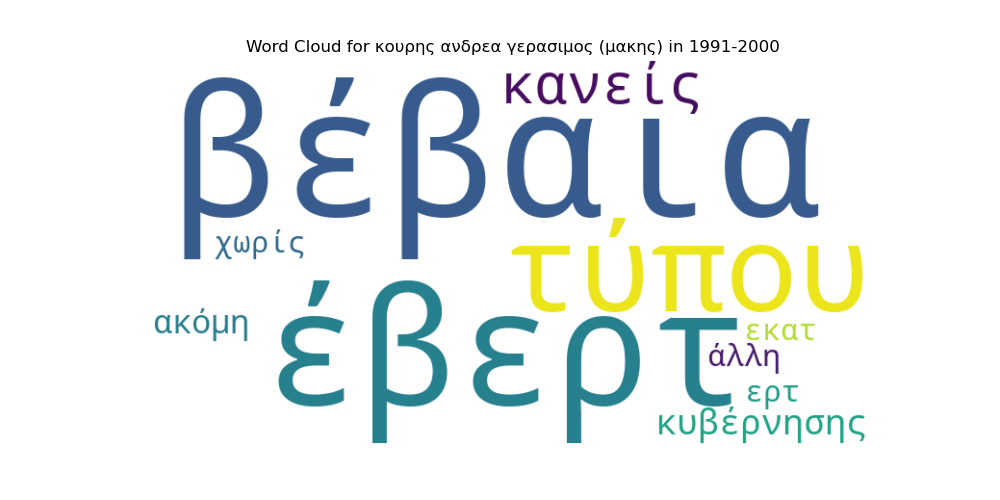 Word Cloud for κουρης ανδρεα γερασιμος (μακης) in 1991-2000
κανείς
βέβαια
χωρίς
τύπου
ακόμη
έβερτ
εκατ
άλλη
ερτ
κυβέρνησης